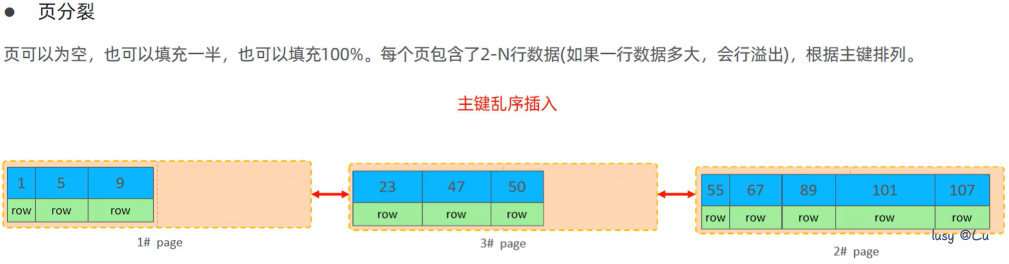 ● 页分裂
页可以为空，也可以填充一半，也可以填充100%。每个页包含了2-N行数据(如果一行数据多大，会行溢出)，根据主键排列。
主键乱序插入
1 5 9
row row row
1# page
23 47 50
row row row
3# page
55 67 89 101 107
row row row row row
lusy @Lu
2# page